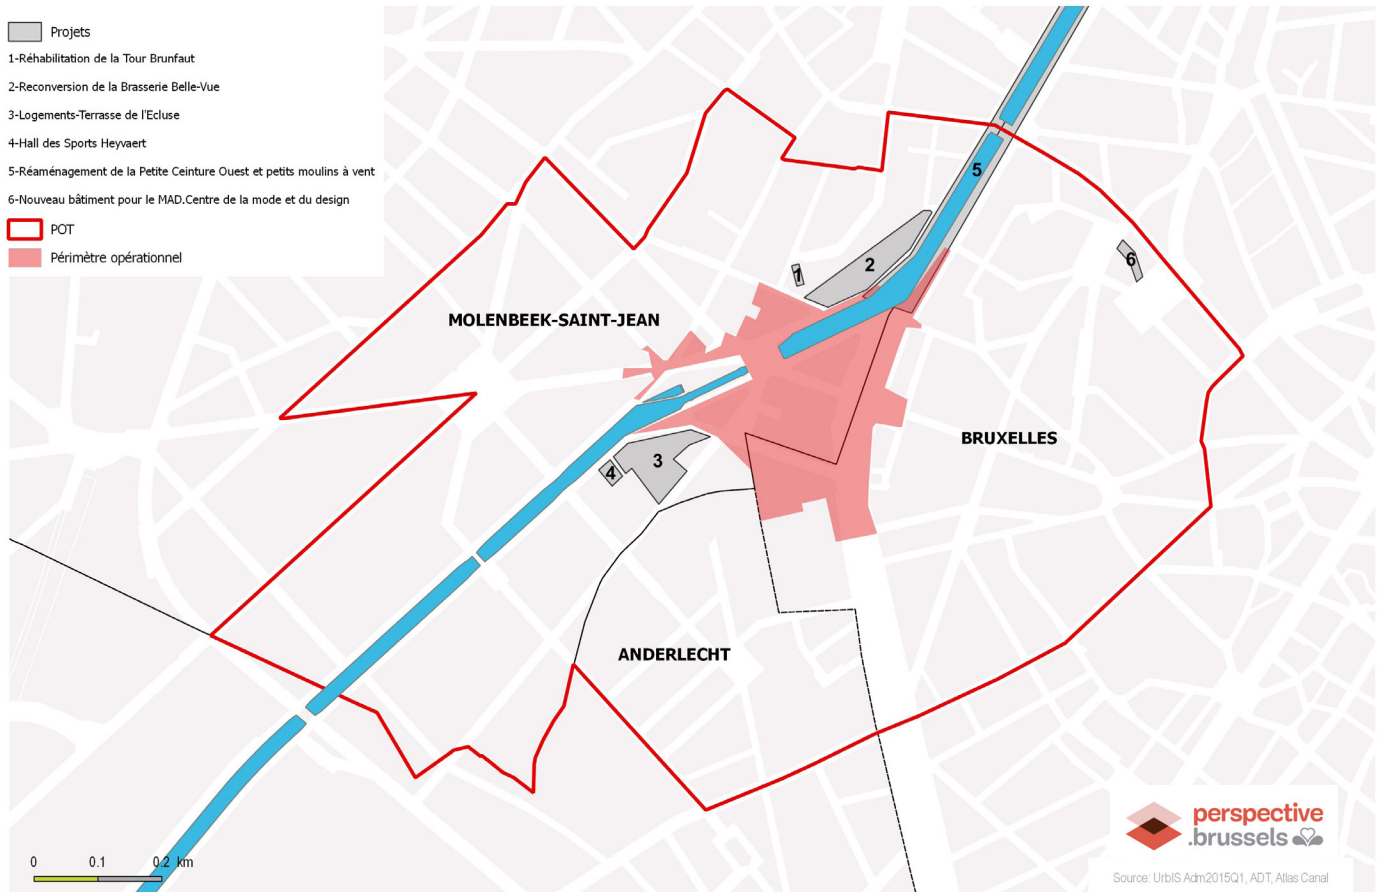 Projets
1-Réhabilitation de la Tour Brunfaut
2-Reconversion de la Brasserie Belle-Vue
3-Logements-Terrasse de l'Ecluse
4-Hall des Sports Heyvaert
5-Réaménagement de la Petite Ceinture Ouest et petits moulins à vent
6-Nouveau bâtiment pour le MAD.Centre de la mode et du design
POT
Périmètre opérationnel
5
6
2
1
MOLENBEEK-SAINT-JEAN
BRUXELLES
3
4
ANDERLECHT
perspective
.brussels
0 0.1 0.2 km
Source: UrbIS Adm2015Q1, ADT, Atlas Canal